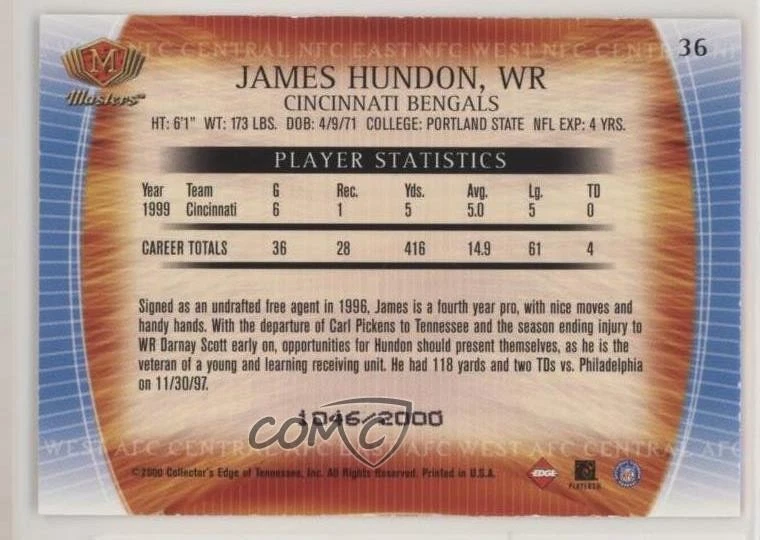 WEST AFC CENTRAL NFC EAST NFC WEST NFC CENTRAL
36
M
Masters™
JAMES HUNDON, WR
CINCINNATI BENGALS
HT: 6'1" WT: 173 LBS. DOB: 4/9/71 COLLEGE: PORTLAND STATE NFL EXP: 4 YRS.
PLAYER STATISTICS
Year Team G Rec. Yds. Avg. Lg. TD
1999 Cincinnati 6 1 5 5.0 5 0
CAREER TOTALS 36 28 416 14.9 61 4
Signed as an undrafted free agent in 1996, James is a fourth year pro, with nice moves and
handy hands. With the departure of Carl Pickens to Tennessee and the season ending injury to
WR Darnay Scott early on, opportunities for Hundon should present themselves, as he is the
veteran of a young and learning receiving unit. He had 118 yards and two TDs vs. Philadelphia
on 11/30/97.
1046/2000
COMC
WEST AFC CENTRAL AFC WEST AFC CENTRAL AFC
©2000 Collector's Edge of Tennessee, Inc. All Rights Reserved. Printed in U.S.A.
EDGE
PLAYERS
NFL